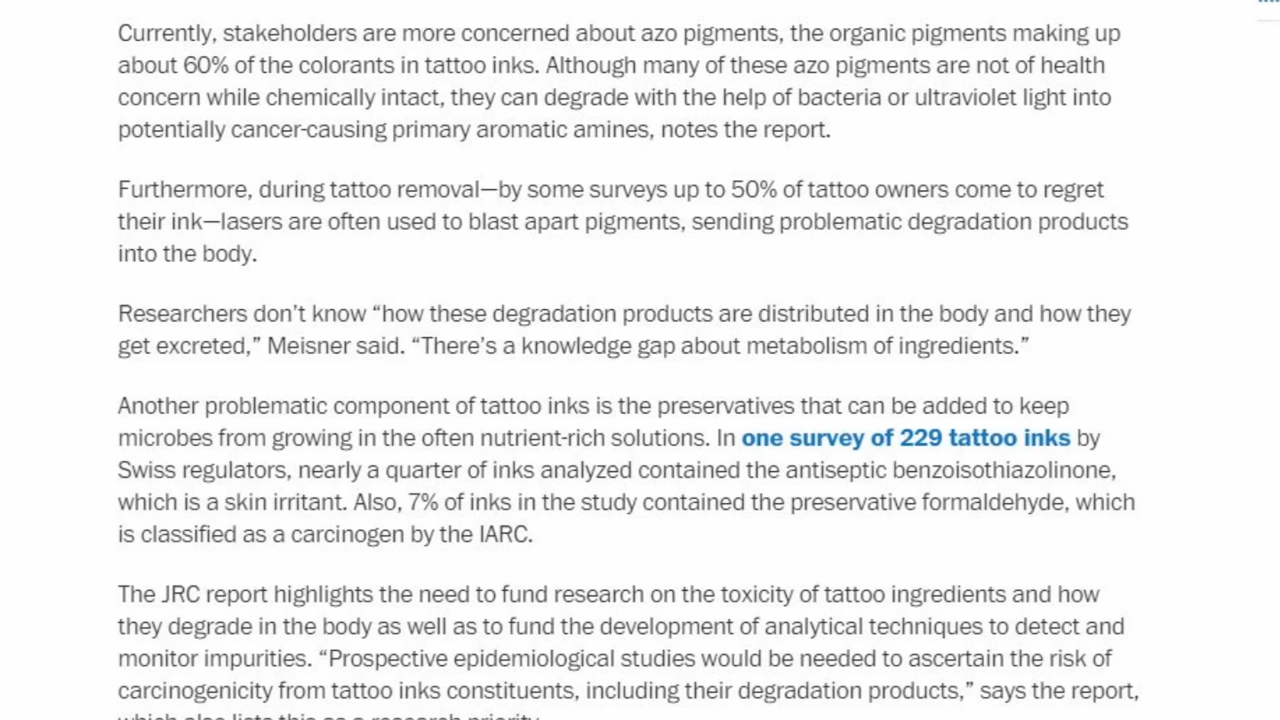 Currently, stakeholders are more concerned about azo pigments, the organic pigments making up
about 60% of the colorants in tattoo inks. Although many of these azo pigments are not of health
concern while chemically intact, they can degrade with the help of bacteria or ultraviolet light into
potentially cancer-causing primary aromatic amines, notes the report.
Furthermore, during tattoo removal—by some surveys up to 50% of tattoo owners come to regret
their ink—lasers are often used to blast apart pigments, sending problematic degradation products
into the body.
Researchers don’t know “how these degradation products are distributed in the body and how they
get excreted,” Meisner said. “There’s a knowledge gap about metabolism of ingredients.”
Another problematic component of tattoo inks is the preservatives that can be added to keep
microbes from growing in the often nutrient-rich solutions. In one survey of 229 tattoo inks by
Swiss regulators, nearly a quarter of inks analyzed contained the antiseptic benzoisothiazolinone,
which is a skin irritant. Also, 7% of inks in the study contained the preservative formaldehyde, which
is classified as a carcinogen by the IARC.
The JRC report highlights the need to fund research on the toxicity of tattoo ingredients and how
they degrade in the body as well as to fund the development of analytical techniques to detect and
monitor impurities. “Prospective epidemiological studies would be needed to ascertain the risk of
carcinogenicity from tattoo inks constituents, including their degradation products,” says the report,
which also lists this as a research priority.